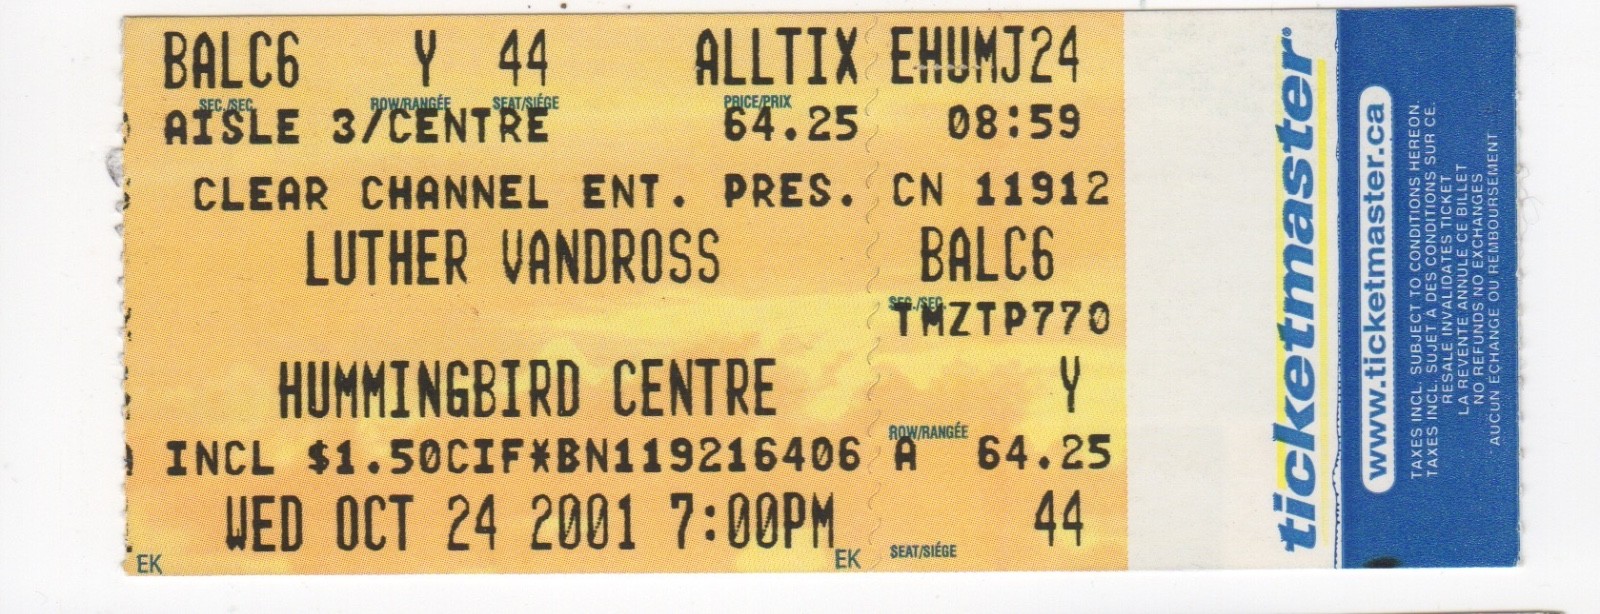 BALC6 Y 44 ALLTIX EHUMJ24
SEC./SEC. ROW/RANGÉE SEAT/SIÉGE PRICE/PRIX
AISLE 3/CENTRE 64.25 08:59
CLEAR CHANNEL ENT. PRES. CN 11912
LUTHER VANDROSS BALC6
SEC./SEC.
TMZTP770
HUMMINGBIRD CENTRE Y
ROW/RANGÉE
INCL $1.50CIF*BN119216406 A 64.25
WED OCT 24 2001 7:00PM 44
EK EK SEAT/SIÉGE
ticketmaster®
www.ticketmaster.ca
TAXES INCL. SUBJECT TO CONDITIONS HEREON.
TAXES INCL. SUJET À DES CONDITIONS SUR CE.
RESALE INVALIDATES TICKET
LA REVENTE ANNULE CE BILLET
NO REFUNDS NO EXCHANGES
AUCUN ÉCHANGE OU REMBOURSEMENT